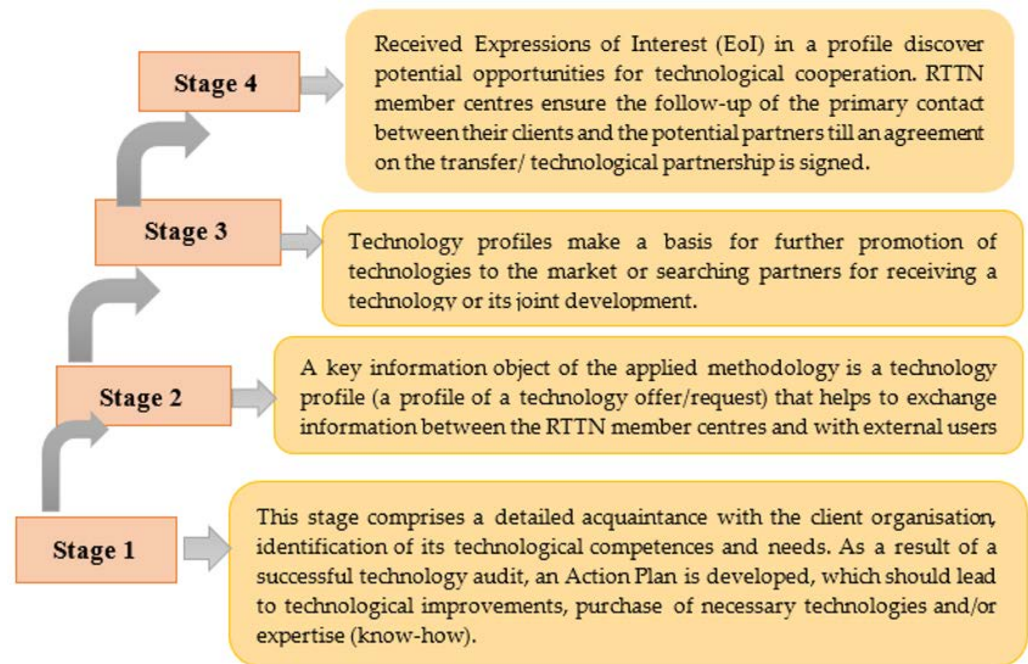 Stage 4
Received Expressions of Interest (EoI) in a profile discover
potential opportunities for technological cooperation. RTTN
member centres ensure the follow-up of the primary contact
between their clients and the potential partners till an agreement
on the transfer/ technological partnership is signed.
Stage 3
Technology profiles make a basis for further promotion of
technologies to the market or searching partners for receiving a
technology or its joint development.
Stage 2
A key information object of the applied methodology is a technology
profile (a profile of a technology offer/request) that helps to exchange
information between the RTTN member centres and with external users
Stage 1
This stage comprises a detailed acquaintance with the client organisation,
identification of its technological competences and needs. As a result of a
successful technology audit, an Action Plan is developed, which should lead
to technological improvements, purchase of necessary technologies and/or
expertise (know-how).